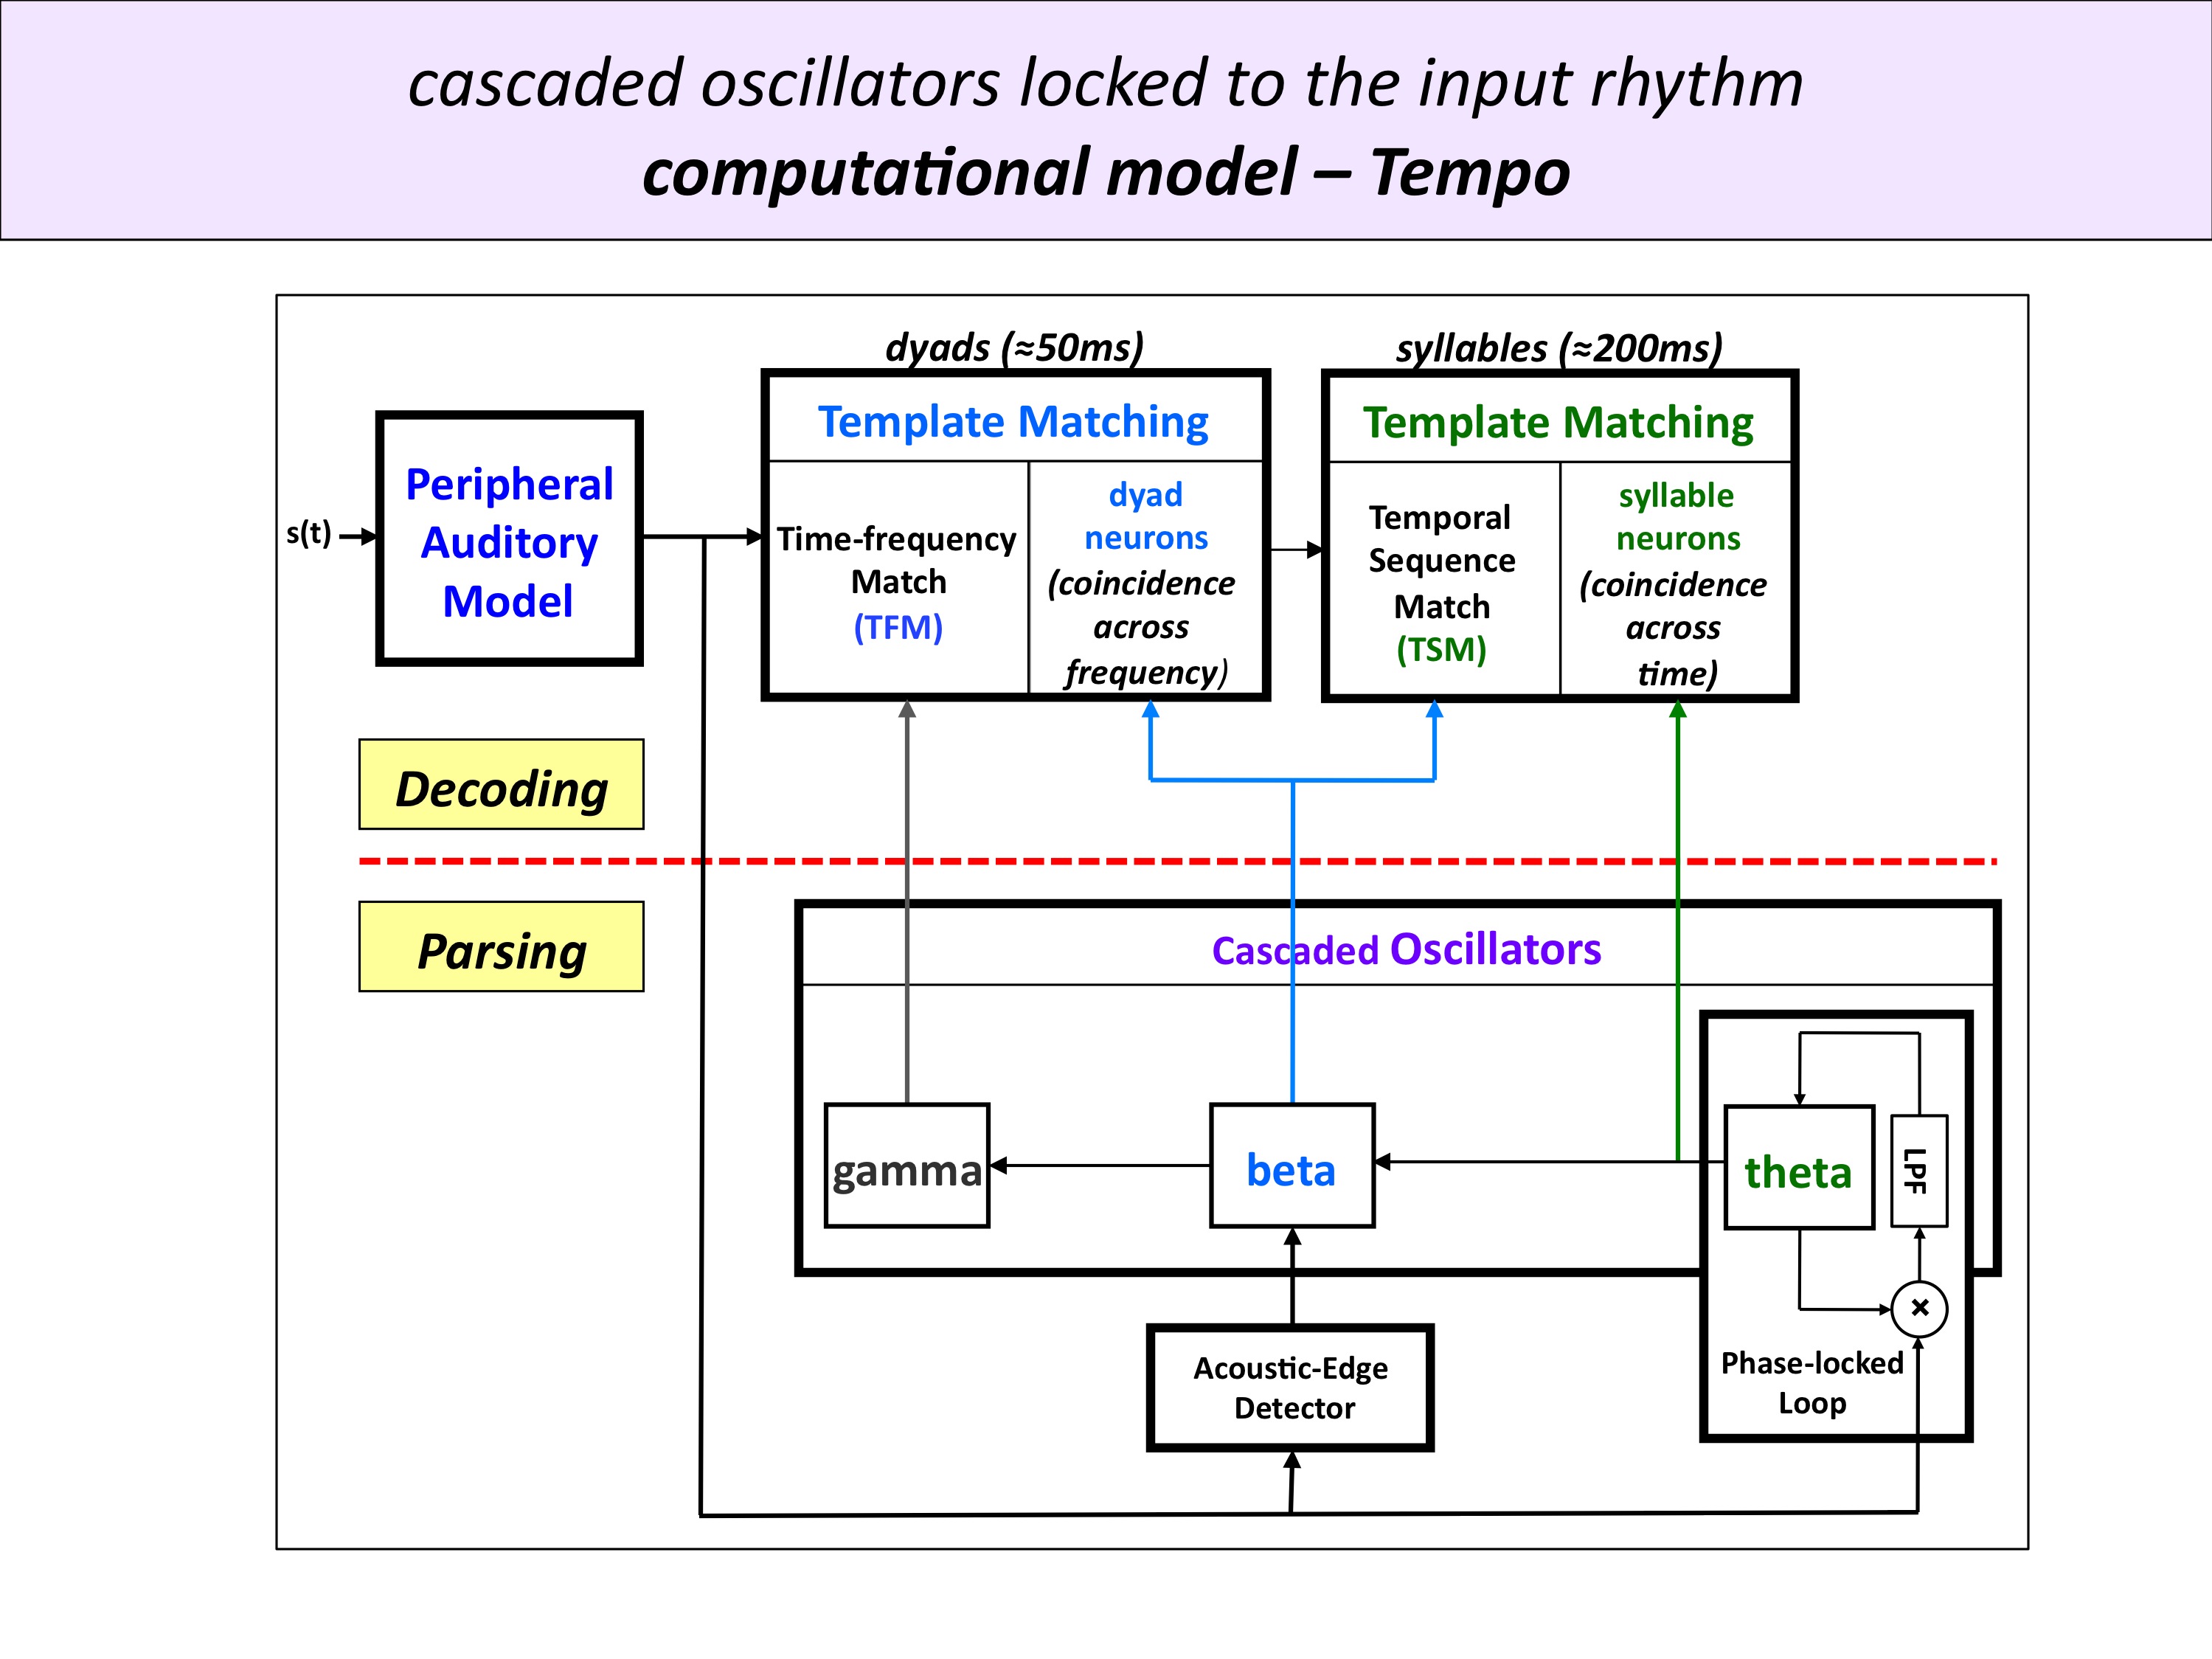 cascaded oscillators locked to the input rhythm
computational model – Tempo
dyads (≈50ms)
syllables (≈200ms)
s(t)
Peripheral
Auditory
Model
Template Matching
Time-frequency
Match
(TFM)
dyad
neurons
(coincidence
across
frequency)
Template Matching
Temporal
Sequence
Match
(TSM)
syllable
neurons
(coincidence
across
time)
Decoding
Parsing
Cascaded Oscillators
gamma
beta
theta
LPF
×
Phase-locked
Loop
Acoustic-Edge
Detector